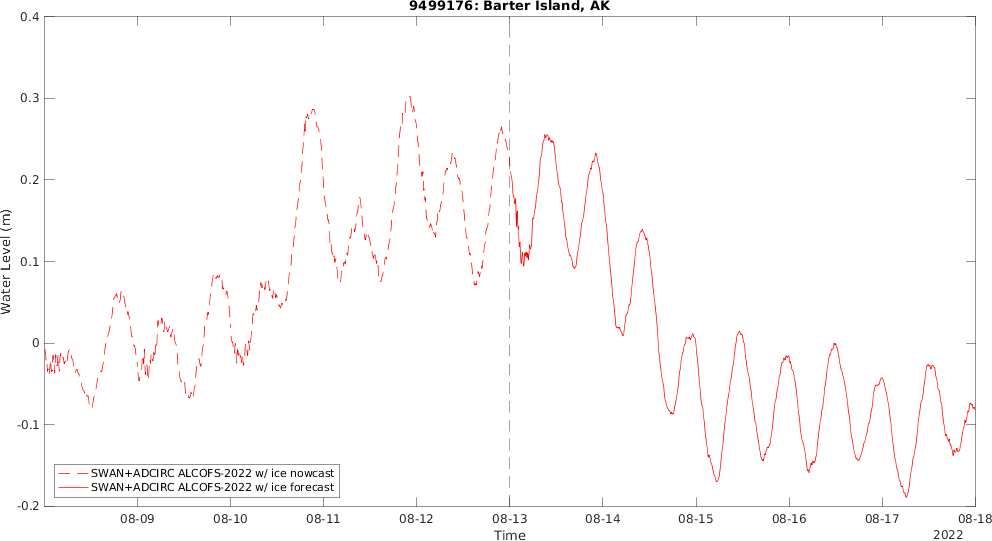 9499176: Barter Island, AK
0.4
0.3
0.2
0.1
0
-0.1
-0.2
Water Level (m)
SWAN+ADCIRC ALCOFS-2022 w/ ice nowcast
SWAN+ADCIRC ALCOFS-2022 w/ ice forecast
08-09 08-10 08-11 08-12 08-13 08-14 08-15 08-16 08-17 08-18
Time
2022